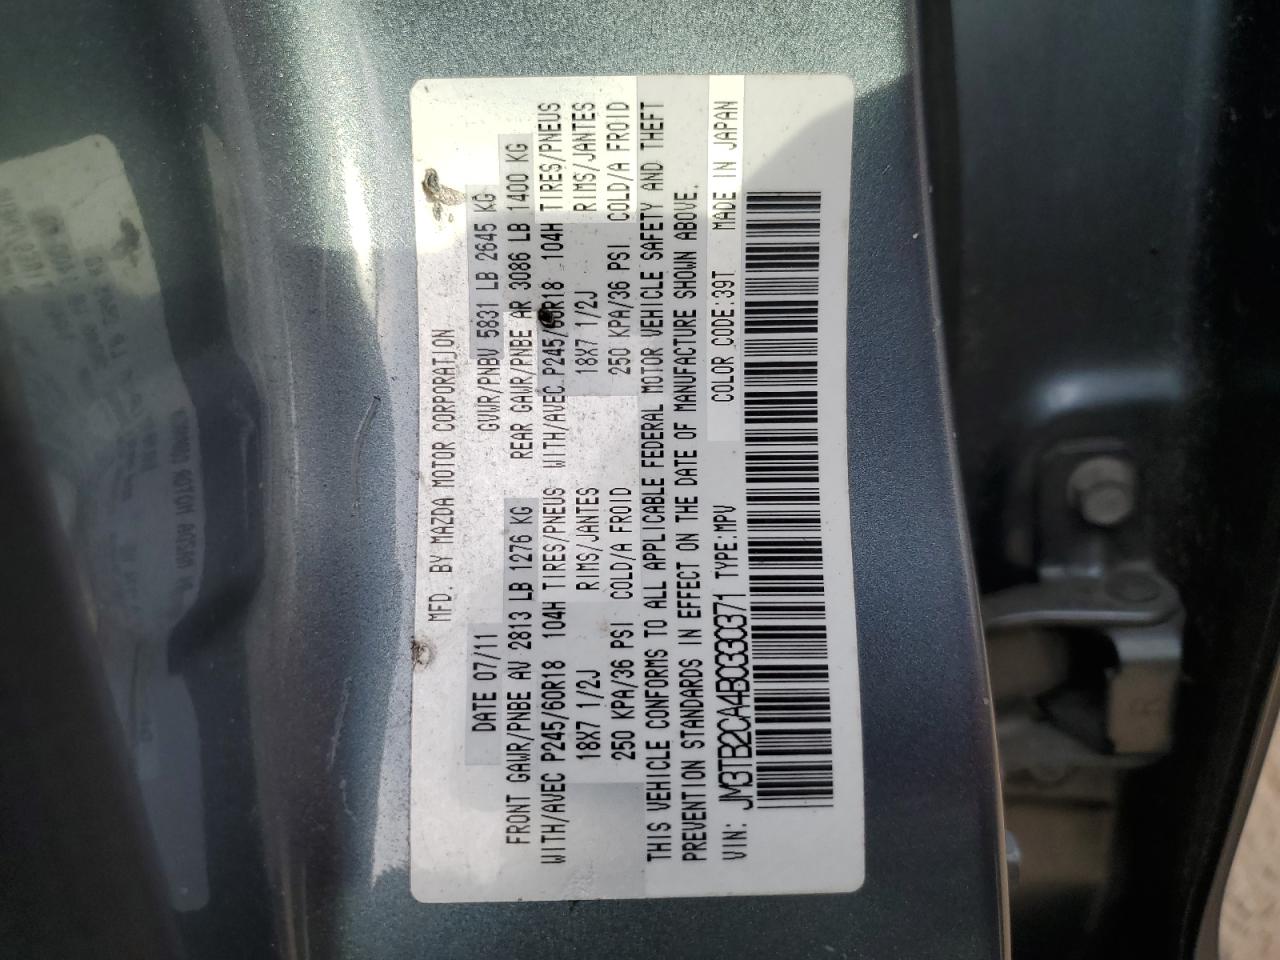 MFD. BY MAZDA MOTOR CORPORATION
DATE 07/11 GVWR/PNBV 5831 LB 2645 KG
FRONT GAWR/PNBE AV 2813 LB 1276 KG REAR GAWR/PNBE AR 3086 LB 1400 KG
WITH/AVEC P245/60R18 104H TIRES/PNEUS WITH/AVEC P245/60R18 104H TIRES/PNEUS
18X7 1/2J RIMS/JANTES 18X7 1/2J RIMS/JANTES
250 KPA/36 PSI COLD/A FROID 250 KPA/36 PSI COLD/A FROID
THIS VEHICLE CONFORMS TO ALL APPLICABLE FEDERAL MOTOR VEHICLE SAFETY AND THEFT
PREVENTION STANDARDS IN EFFECT ON THE DATE OF MANUFACTURE SHOWN ABOVE.
VIN: JM3TB2CA4B0330371 TYPE:MPV COLOR CODE:39T MADE IN JAPAN